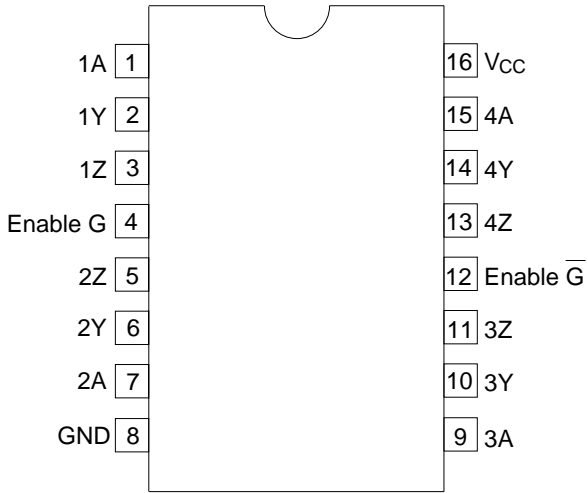 1A 1 16 VCC
1Y 2 15 4A
1Z 3 14 4Y
Enable G 4 13 4Z
2Z 5 12 Enable G̅
2Y 6 11 3Z
2A 7 10 3Y
GND 8 9 3A